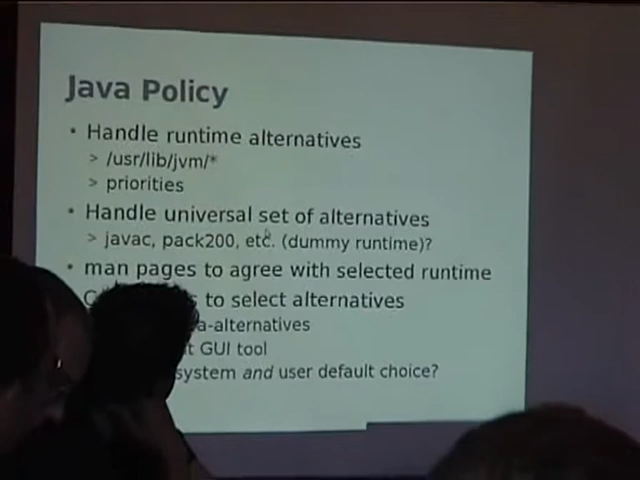 Java Policy
• Handle runtime alternatives
> /usr/lib/jvm/*
> priorities
• Handle universal set of alternatives
> javac, pack200, etc. (dummy runtime)?
• man pages to agree with selected runtime
to select alternatives
a-alternatives
t GUI tool
system and user default choice?